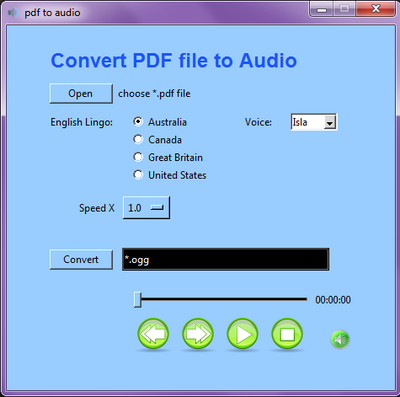 pdf to audio
Convert PDF file to Audio
Open choose *.pdf file
English Lingo: Australia Voice: Isla
Canada
Great Britain
United States
Speed X 1.0
Convert *.ogg
00:00:00